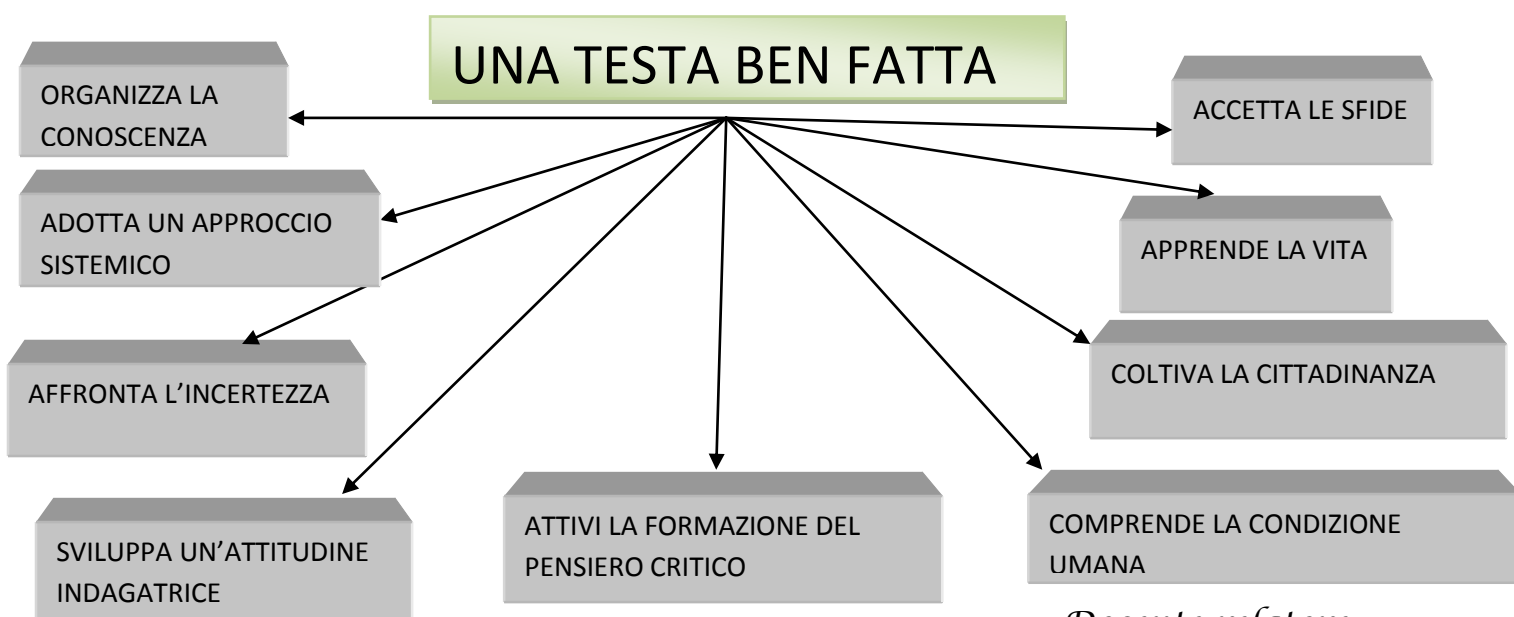 UNA TESTA BEN FATTA
ORGANIZZA LA
CONOSCENZA
ACCETTA LE SFIDE
ADOTTA UN APPROCCIO
SISTEMICO
APPRENDE LA VITA
AFFRONTA L’INCERTEZZA
COLTIVA LA CITTADINANZA
SVILUPPA UN’ATTITUDINE
INDAGATRICE
ATTIVI LA FORMAZIONE DEL
PENSIERO CRITICO
COMPRENDE LA CONDIZIONE
UMANA